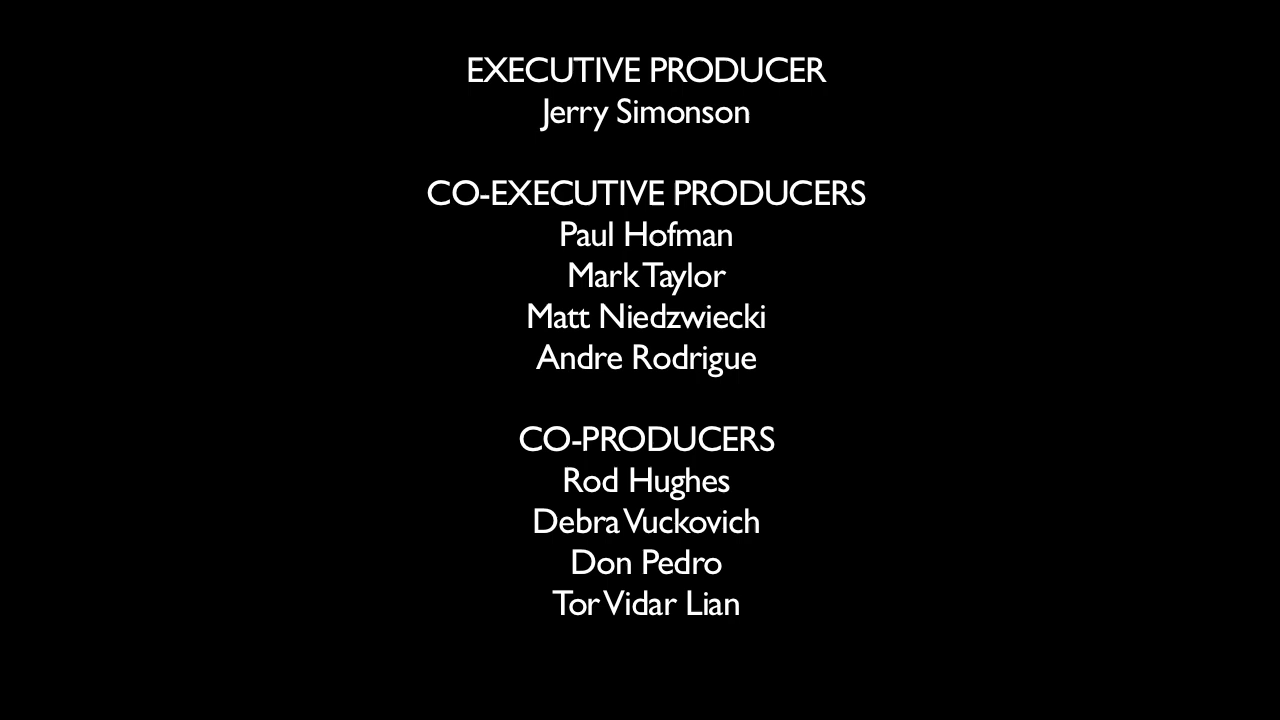 EXECUTIVE PRODUCER
Jerry Simonson
CO-EXECUTIVE PRODUCERS
Paul Hofman
Mark Taylor
Matt Niedzwiecki
Andre Rodrigue
CO-PRODUCERS
Rod Hughes
Debra Vuckovich
Don Pedro
Tor Vidar Lian